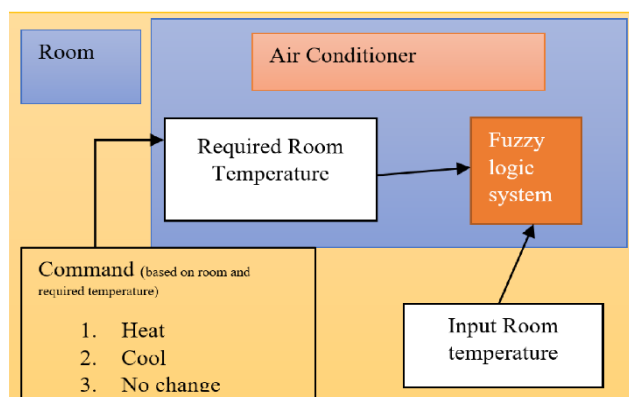 Room
Air Conditioner
Required Room
Temperature
Fuzzy
logic
system
Command (based on room and
required temperature)
1. Heat
2. Cool
3. No change
Input Room
temperature